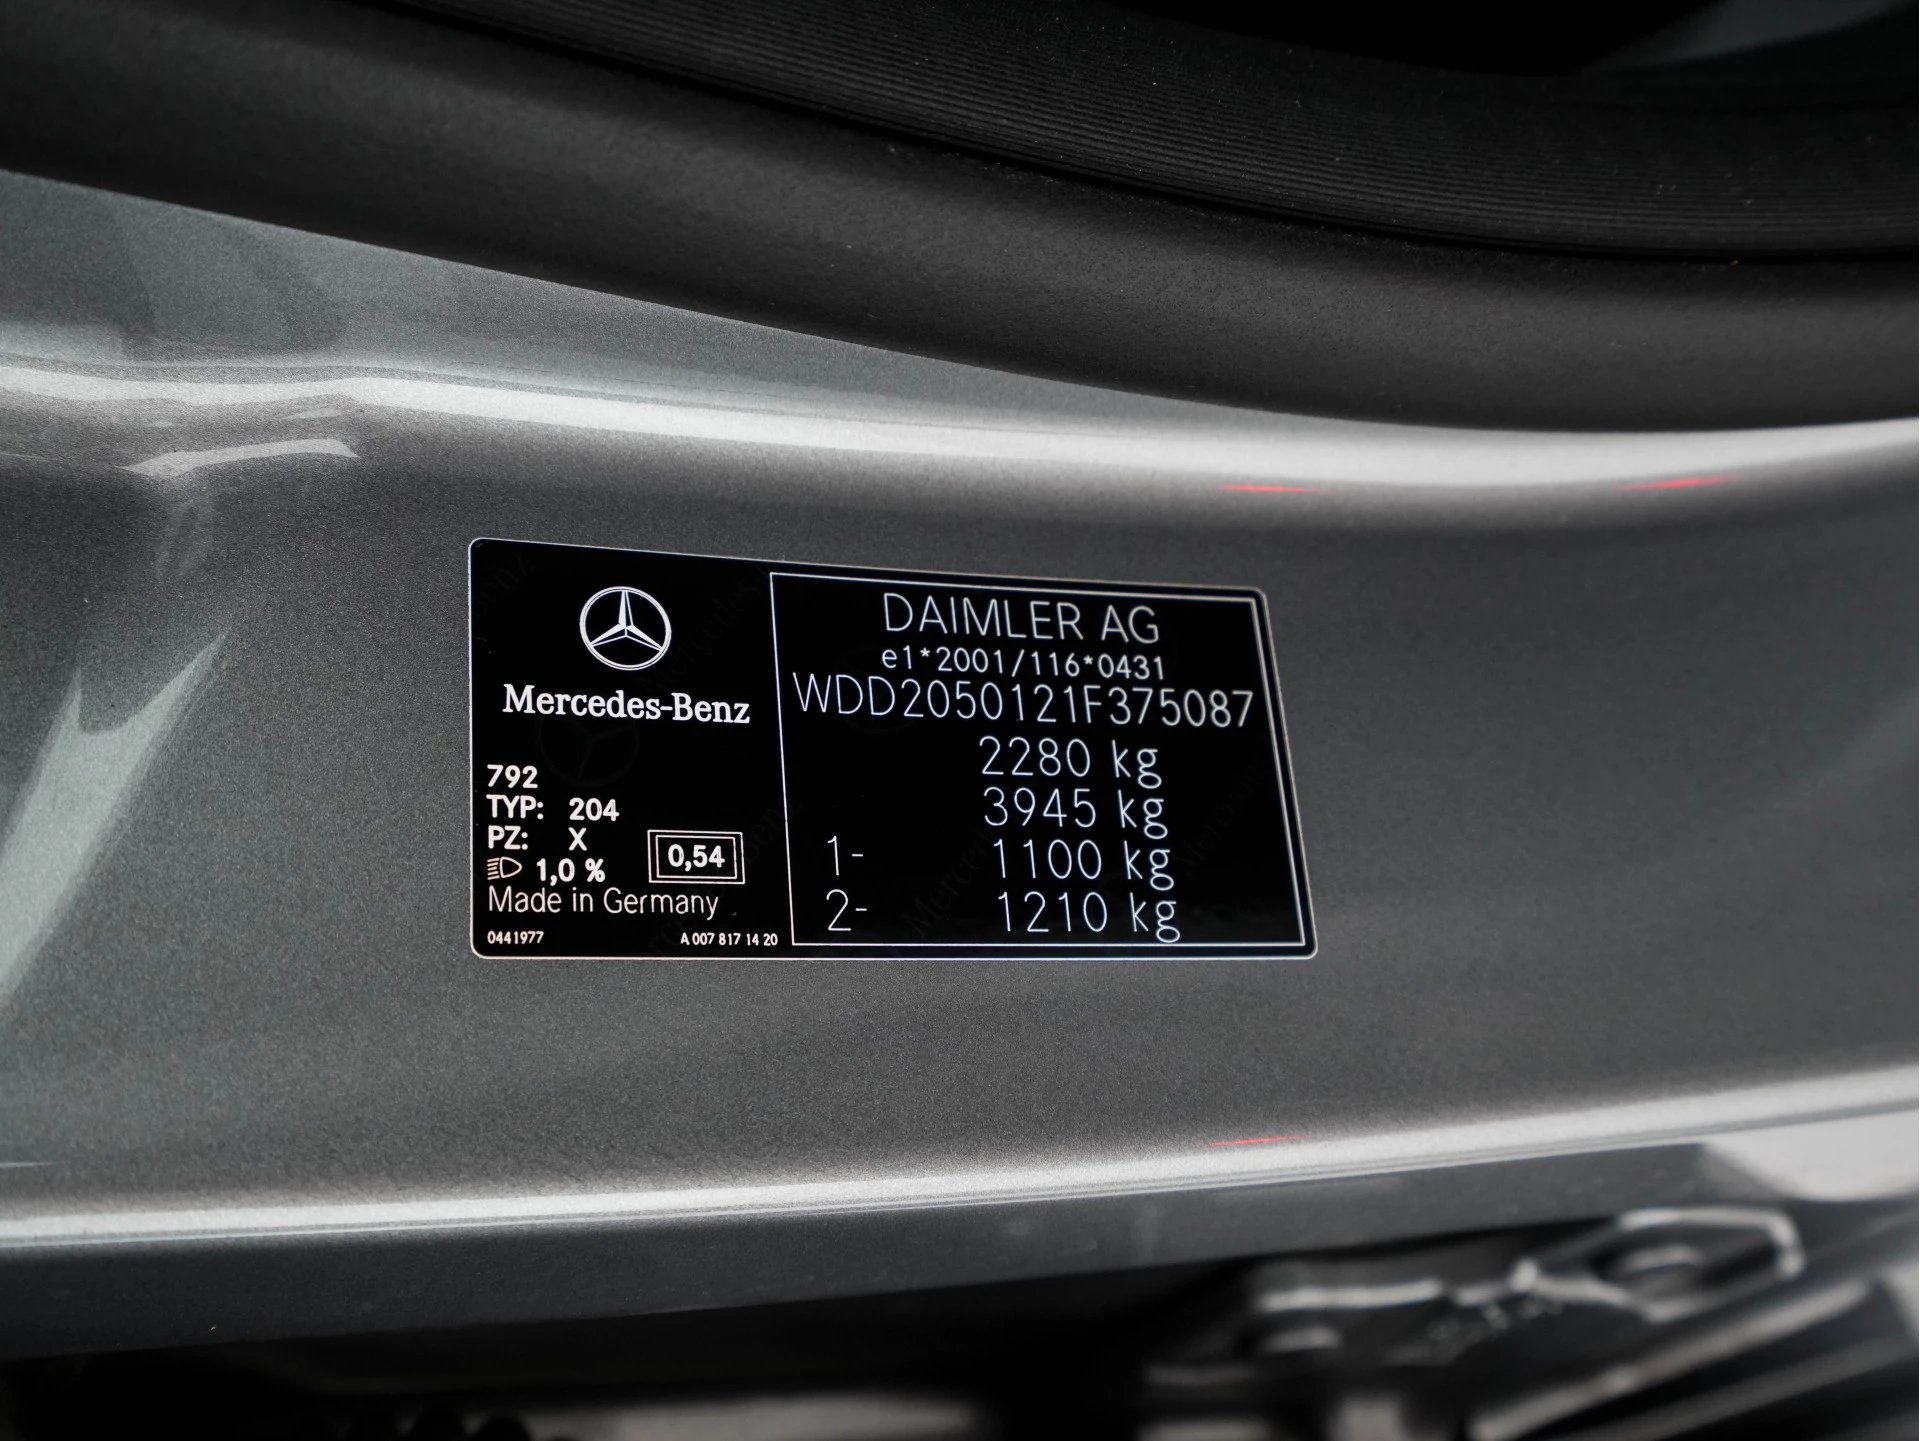 Mercedes-Benz
792
TYP: 204
PZ: X
1,0 %
0,54
Made in Germany
0441977 A 007 817 14 20
DAIMLER AG
e1*2001/116*0431
WDD2050121F375087
2280 kg
3945 kg
1- 1100 kg
2- 1210 kg